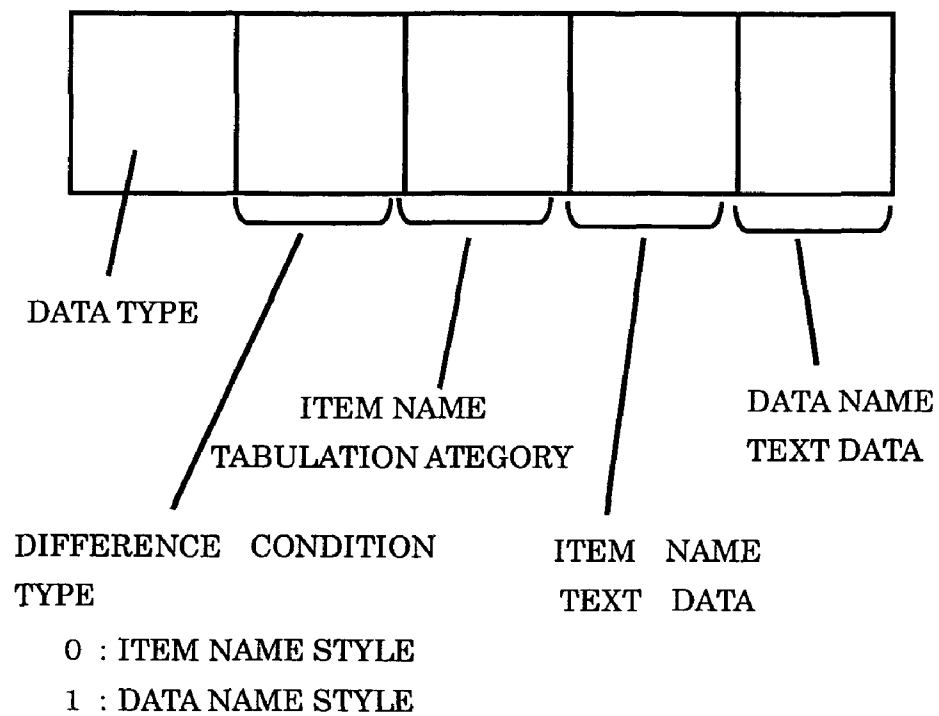 DATA TYPE
ITEM NAME
TABULATION ATEGORY
DATA NAME
TEXT DATA
DIFFERENCE CONDITION
TYPE
0 : ITEM NAME STYLE
1 : DATA NAME STYLE
ITEM NAME
TEXT DATA